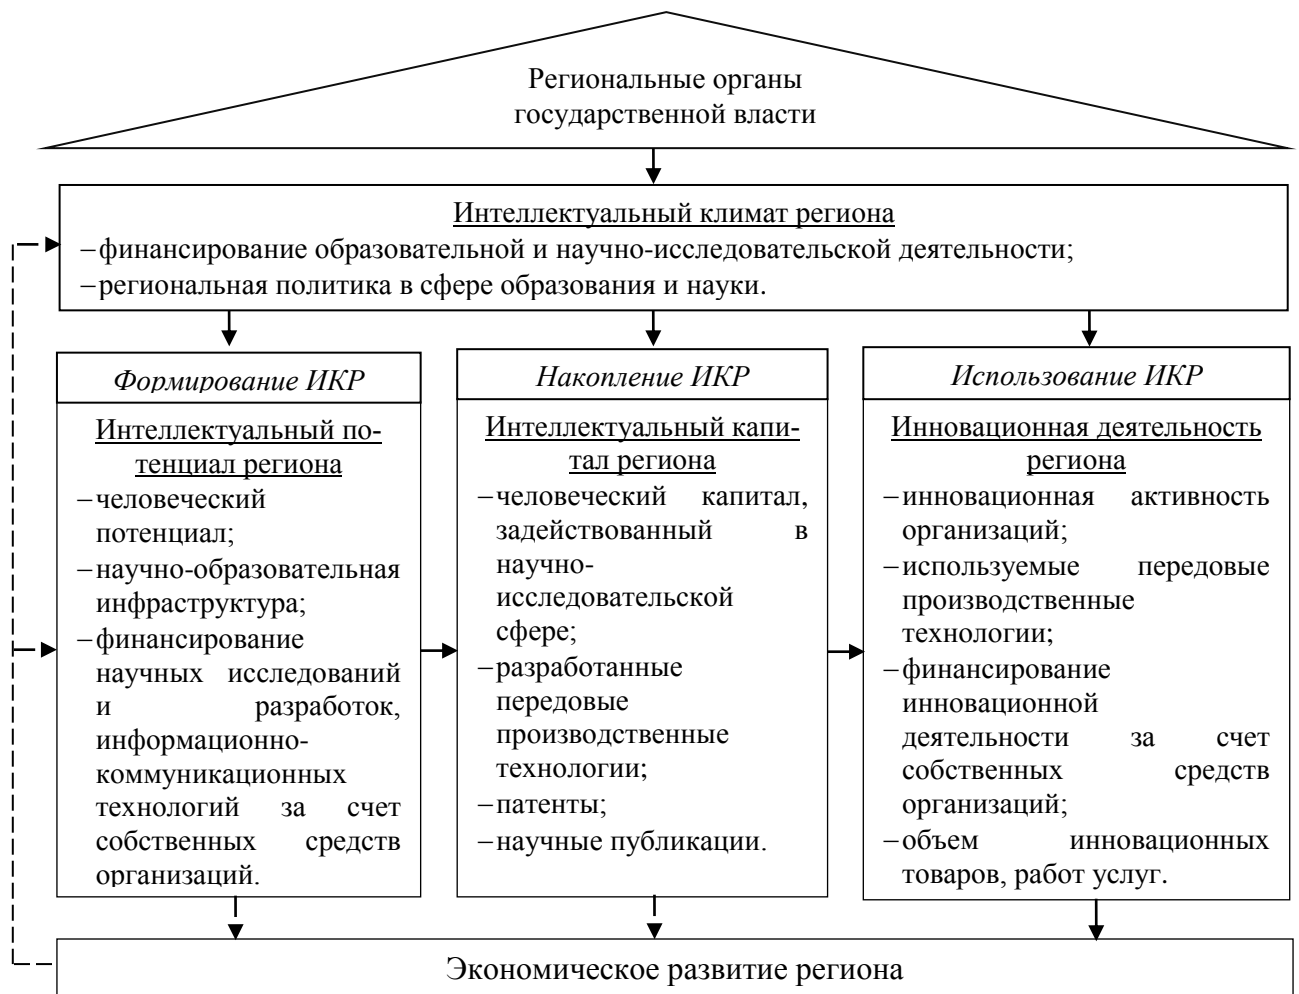 Региональные органы
государственной власти
Интеллектуальный климат региона
−финансирование образовательной и научно-исследовательской деятельности;
−региональная политика в сфере образования и науки.
Формирование ИКР
Интеллектуальный по-
тенциал региона
−человеческий
потенциал;
−научно-образовательная
инфраструктура;
−финансирование
научных исследований
и разработок,
информационно-
коммуникационных
технологий за счет
собственных средств
организаций.
Накопление ИКР
Интеллектуальный капи-
тал региона
−человеческий капитал,
задействованный в
научно-
исследовательской
сфере;
−разработанные
передовые
производственные
технологии;
−патенты;
−научные публикации.
Использование ИКР
Инновационная деятельность
региона
−инновационная активность
организаций;
−используемые передовые
производственные
технологии;
−финансирование
инновационной
деятельности за счет
собственных средств
организаций;
−объем инновационных
товаров, работ услуг.
Экономическое развитие региона